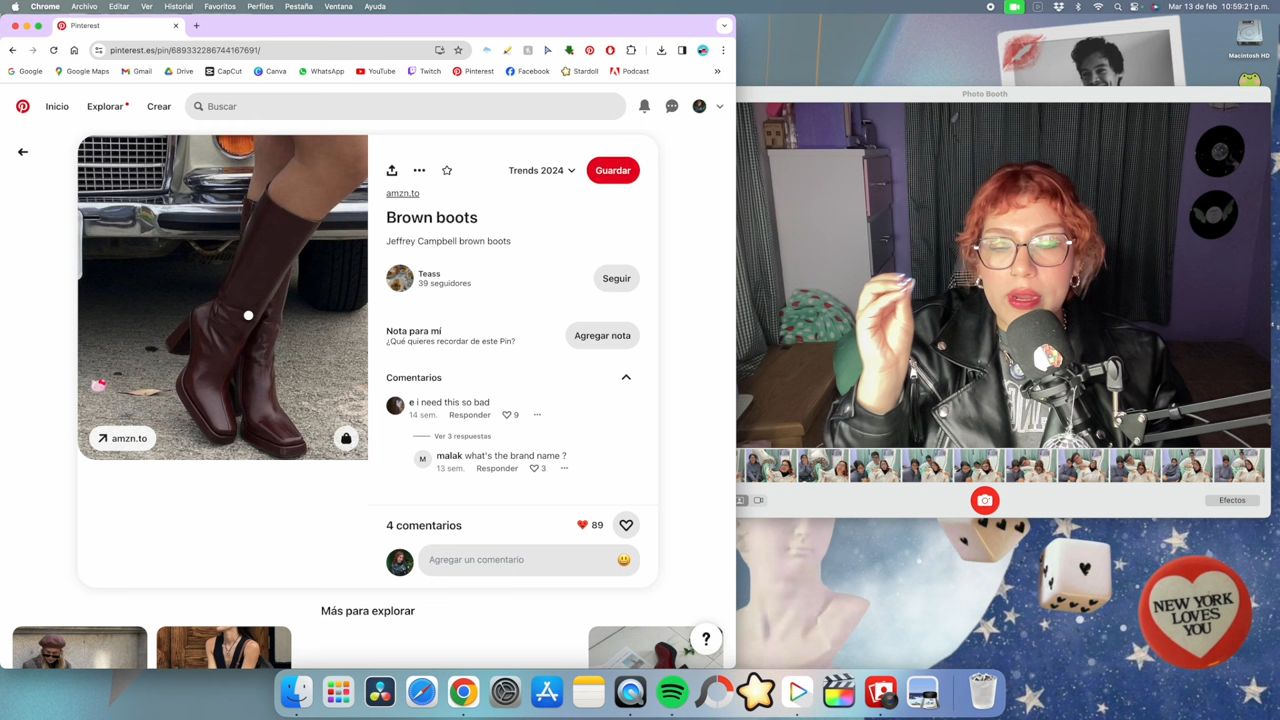 Chrome Archivo Editar Ver Historial Favoritos Perfiles Pestaña Ventana Ayuda
Mar 13 de feb 10:59:21 p.m.
Pinterest
pinterest.es/pin/689332286744167691/
Google Google Maps Gmail Drive CapCut Canva WhatsApp YouTube Twitch Pinterest Facebook Stardoll Podcast
Inicio Explorar Crear Buscar
Trends 2024 Guardar
amzn.to
Brown boots
Jeffrey Campbell brown boots
Teass
39 seguidores
Seguir
Nota para mí
¿Qué quieres recordar de este Pin?
Agregar nota
Comentarios
e i need this so bad
14 sem. Responder 9
Ver 3 respuestas
M malak what's the brand name ?
13 sem. Responder 3
amzn.to
4 comentarios 89
Agregar un comentario
Más para explorar
?
Macintosh HD
Photo Booth
Efectos
NEW YORK
LOVES
YOU